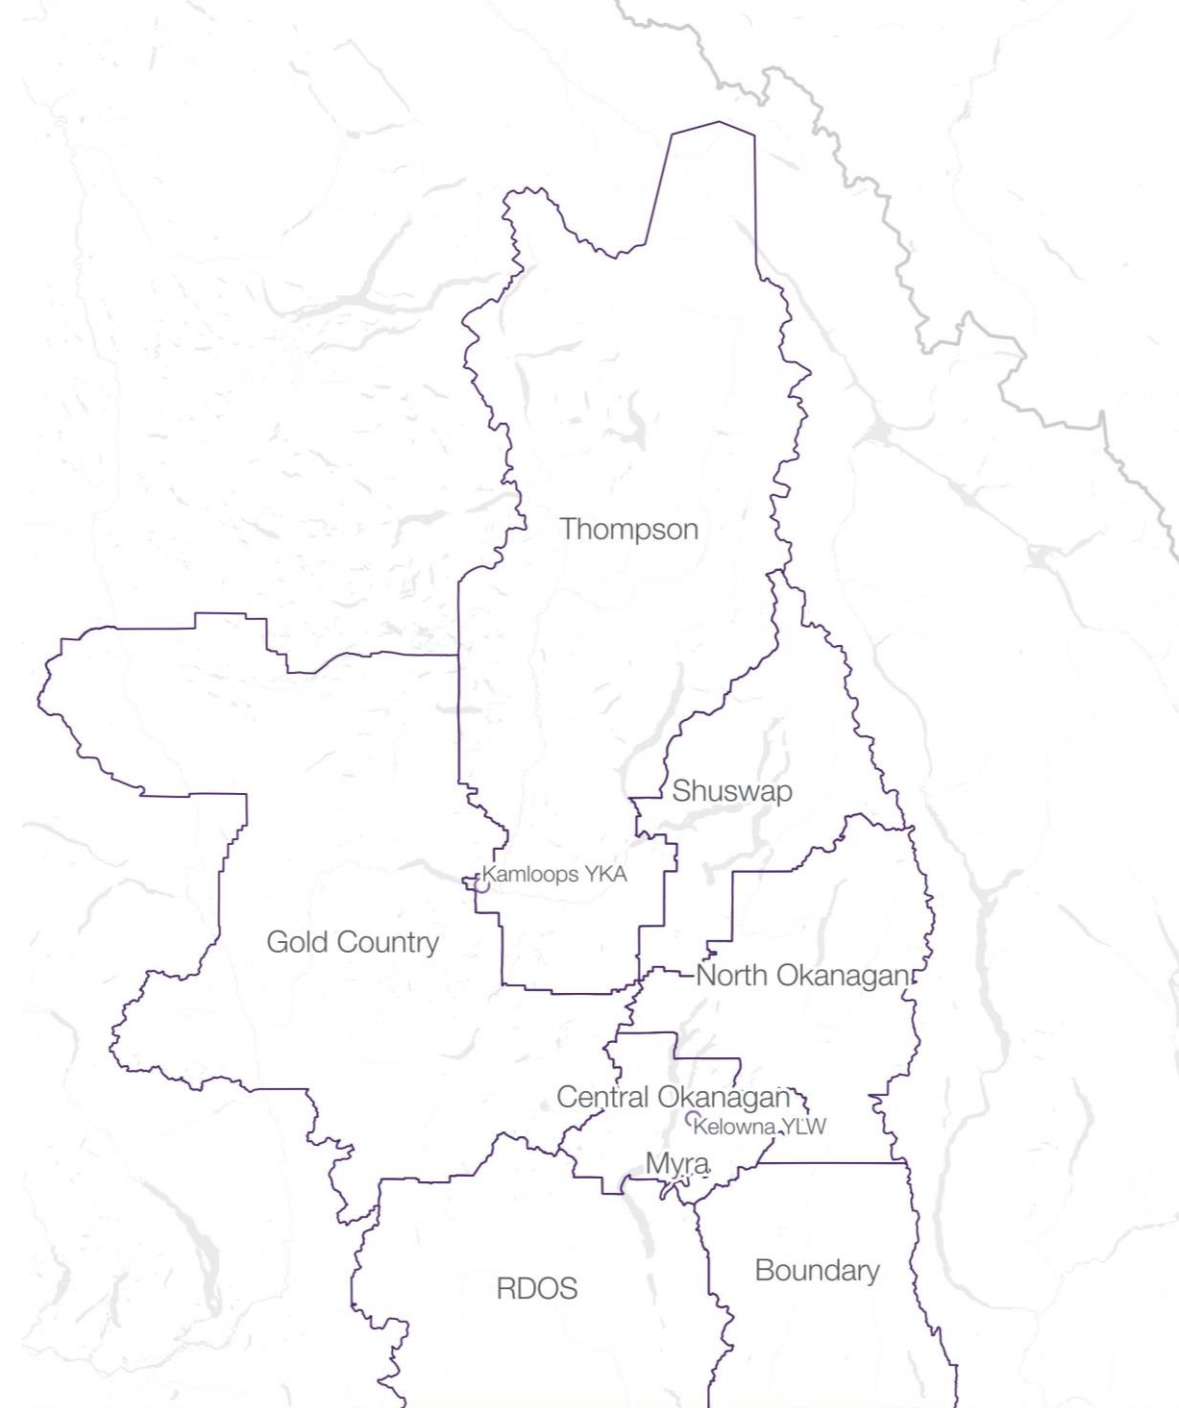 Thompson
Shuswap
Kamloops YKA
Gold Country
North Okanagan
Central Okanagan
Kelowna YLW
Myra
Boundary
RDOS